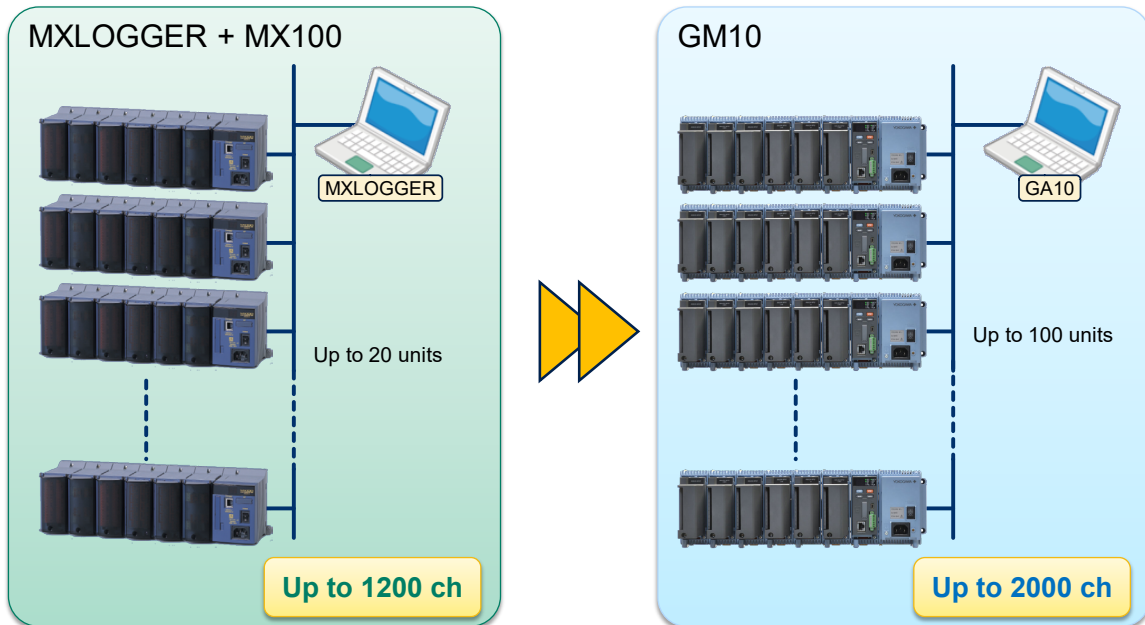 MXLOGGER + MX100
MXLOGGER
Up to 20 units
Up to 1200 ch
GM10
GA10
Up to 100 units
Up to 2000 ch